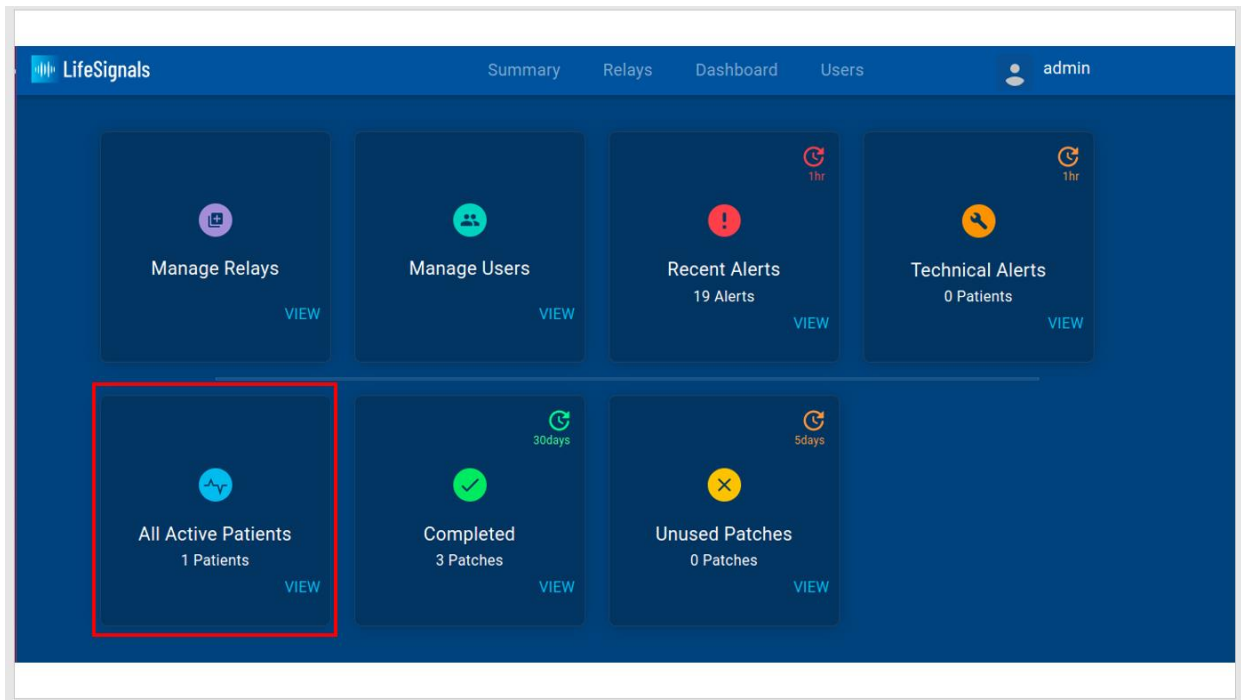 LifeSignals
Summary Relays Dashboard Users
admin
Manage Relays
VIEW
Manage Users
VIEW
1hr
Recent Alerts
19 Alerts
VIEW
1hr
Technical Alerts
0 Patients
VIEW
All Active Patients
1 Patients
VIEW
30days
Completed
3 Patches
VIEW
5days
Unused Patches
0 Patches
VIEW